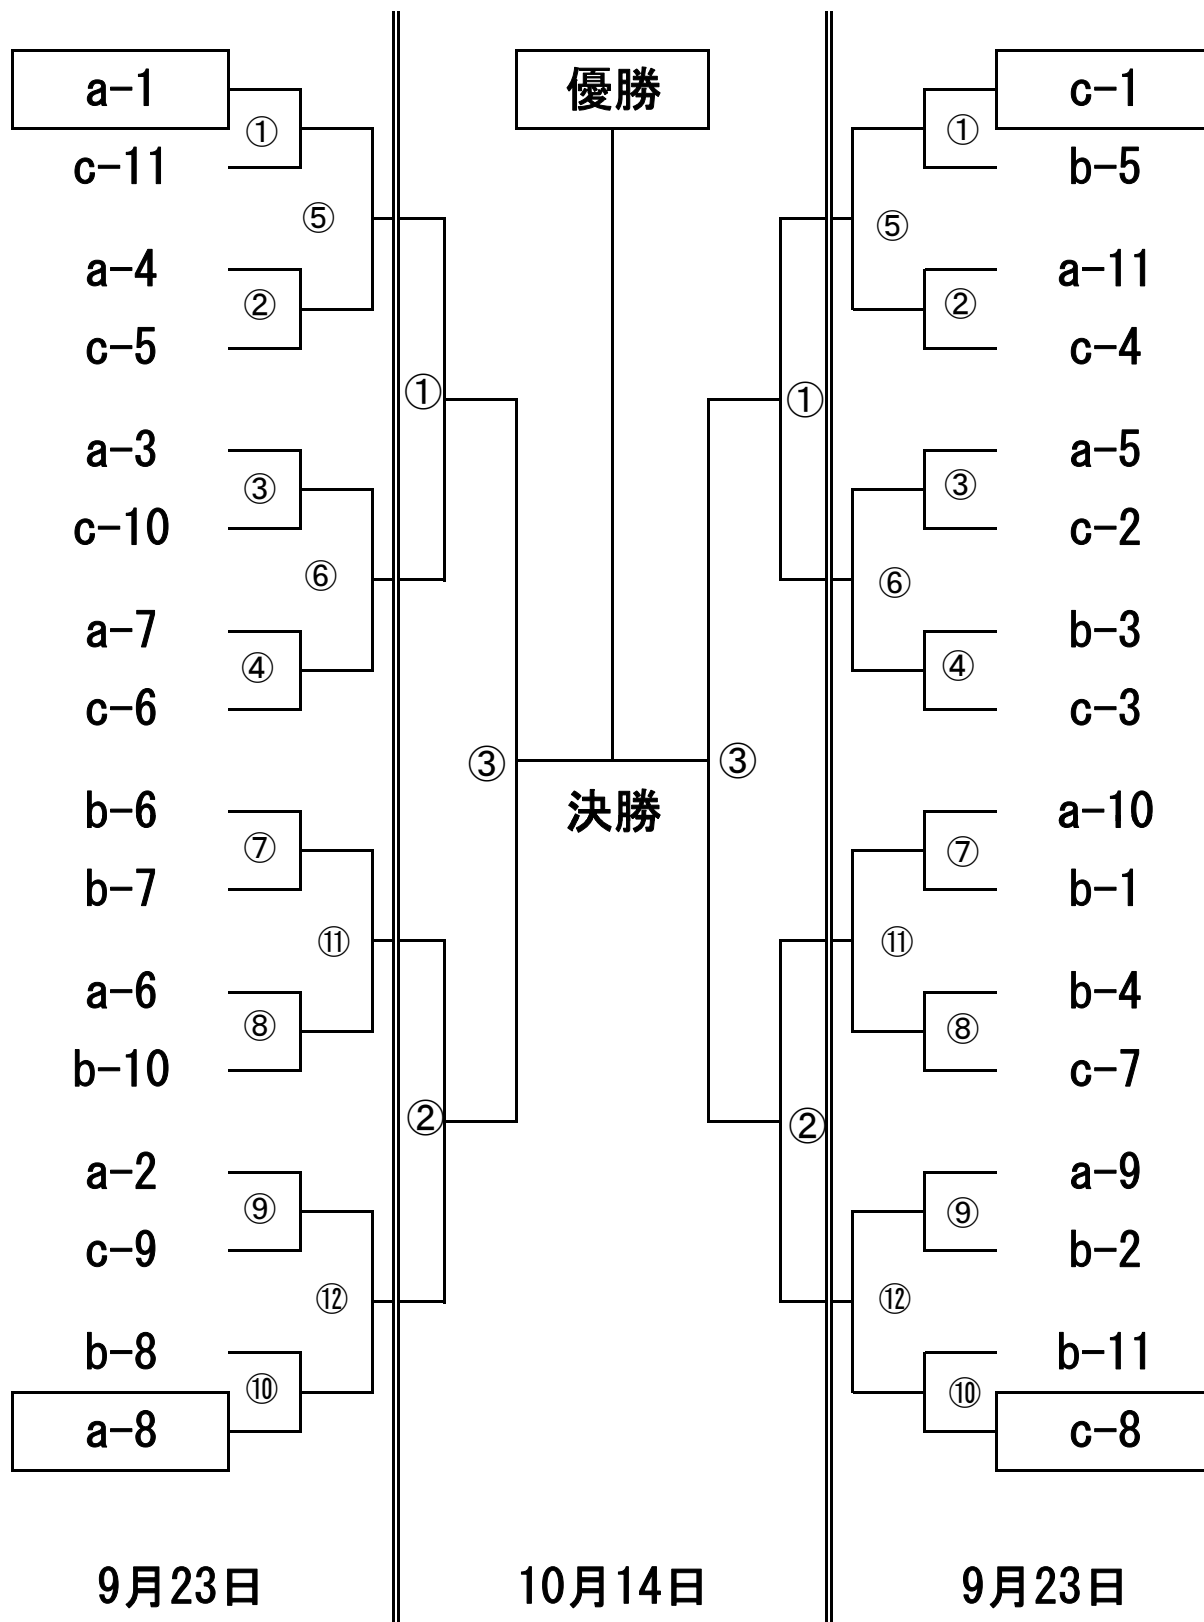 a-1 優勝 c-1
① ①
c-11 b-5
⑤ ⑤
a-4 a-11
② ②
c-5 c-4
① ①
a-3 a-5
③ ③
c-10 c-2
⑥ ⑥
a-7 b-3
④ ④
c-6 c-3
③ ③
b-6 決勝 a-10
⑦ ⑦
b-7 b-1
⑪ ⑪
a-6 b-4
⑧ ⑧
b-10 c-7
② ②
a-2 a-9
⑨ ⑨
c-9 b-2
⑫ ⑫
b-8 b-11
⑩ ⑩
a-8 c-8
9月23日 10月14日 9月23日